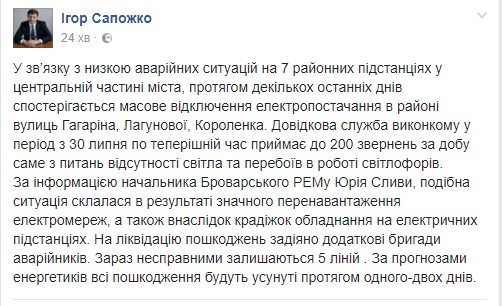 Ігор Сапожко
24 хв ·
У зв'язку з низкою аварійних ситуацій на 7 районних підстанціях у
центральній частині міста, протягом декількох останніх днів
спостерігається масове відключення електропостачання в районі
вулиць Гагаріна, Лагунової, Короленка. Довідкова служба виконкому у
період з 30 липня по теперішній час приймає до 200 звернень за добу
саме з питань відсутності світла та перебоїв в роботі світлофорів.
За інформацією начальника Броварського РЕМу Юрія Сливи, подібна
ситуація склалася в результаті значного перенавантаження
електромереж, а також внаслідок крадіжок обладнання на електричних
підстанціях. На ліквідацію пошкоджень задіяно додаткові бригади
аварійників. Зараз несправними залишаються 5 ліній . За прогнозами
енергетиків всі пошкодження будуть усунуті протягом одного-двох днів.